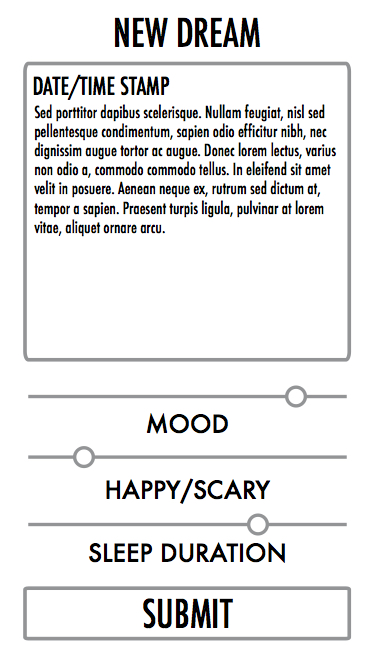 NEW DREAM
DATE/TIME STAMP
Sed porttitor dapibus scelerisque. Nullam feugiat, nisl sed
pellentesque condimentum, sapien odio efficitur nibh, nec
dignissim augue tortor ac augue. Donec lorem lectus, varius
non odio a, commodo commodo tellus. In eleifend sit amet
velit in posuere. Aenean neque ex, rutrum sed dictum at,
tempor a sapien. Praesent turpis ligula, pulvinar at lorem
vitae, aliquet ornare arcu.
MOOD
HAPPY/SCARY
SLEEP DURATION
SUBMIT